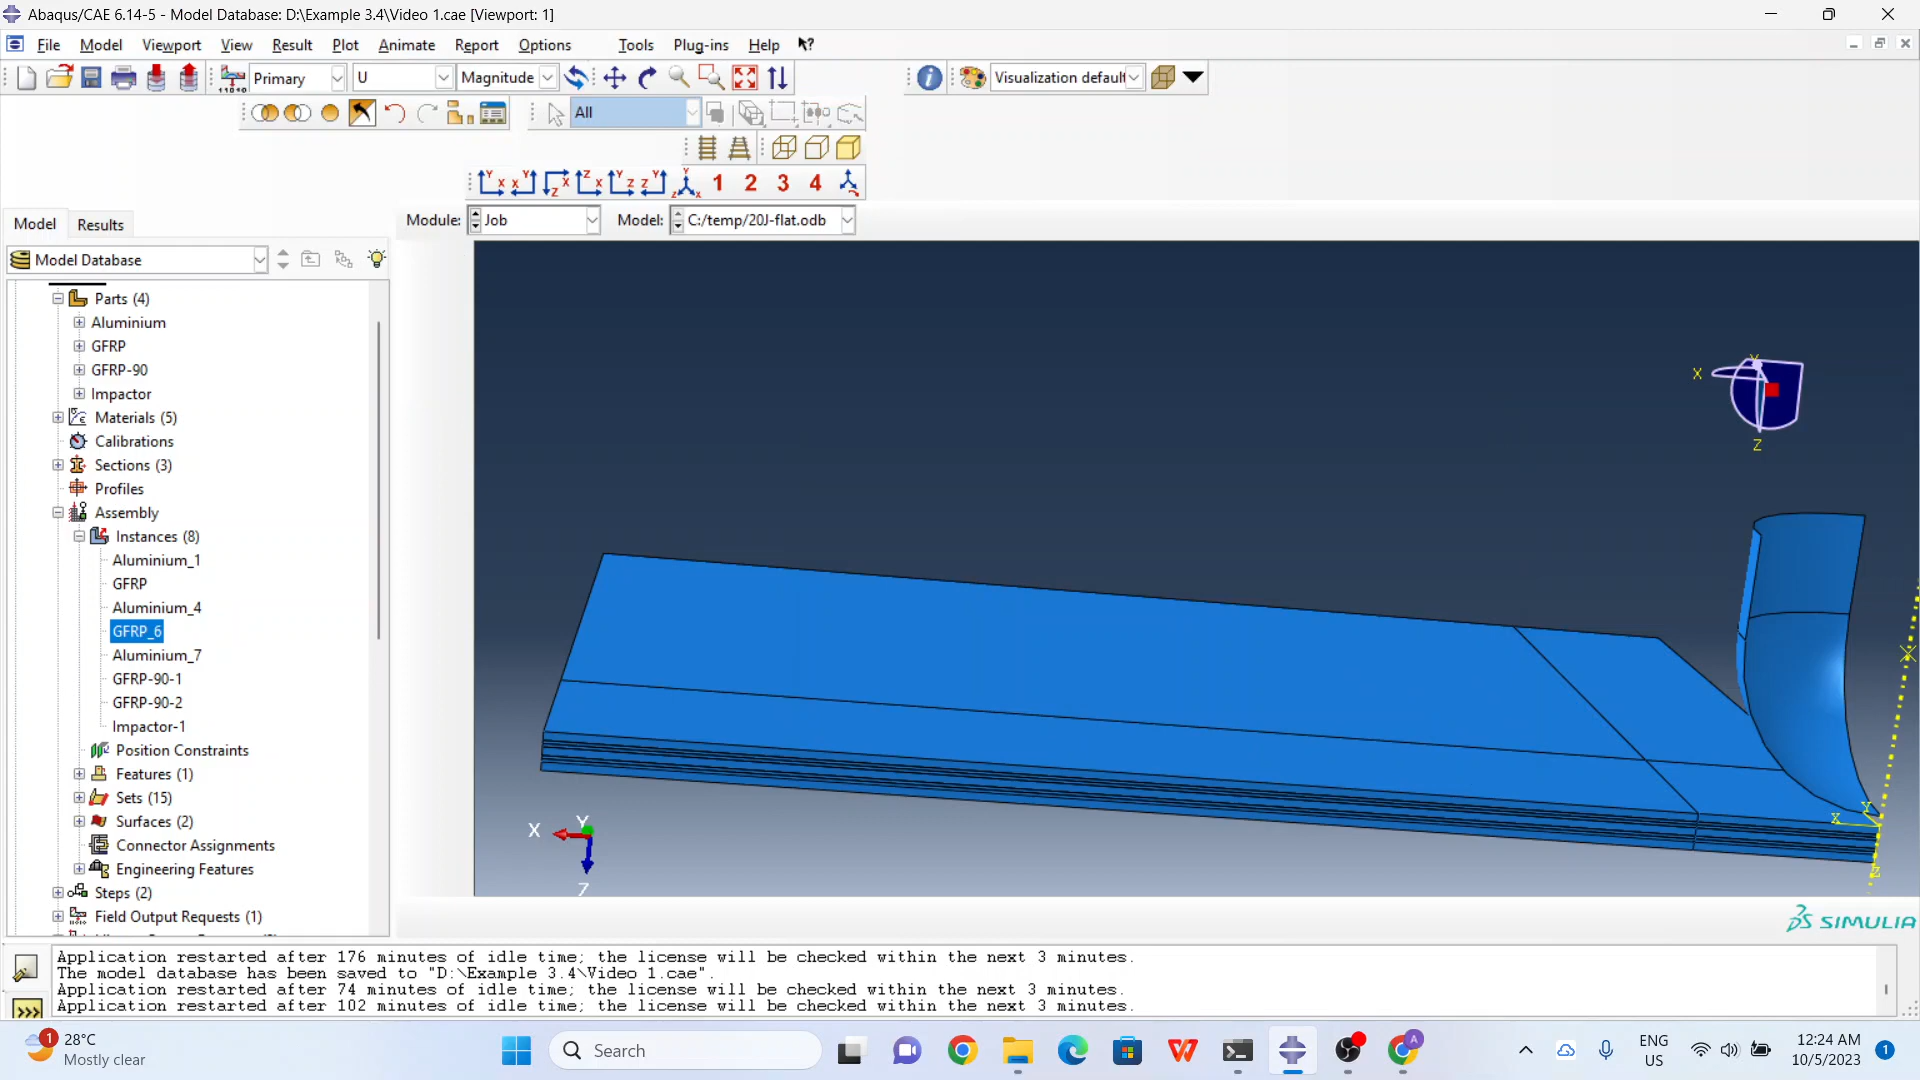 Abaqus/CAE 6.14-5 - Model Database: D:\Example 3.4\Video 1.cae [Viewport: 1]
File Model Viewport View Result Plot Animate Report Options Tools Plug-ins Help
Primary U Magnitude Visualization default
All
1 2 3 4
Model Results Module: Job Model: C:/temp/20J-flat.odb
Model Database
Parts (4)
Aluminium
GFRP
GFRP-90
Impactor
Materials (5)
Calibrations
Sections (3)
Profiles
Assembly
Instances (8)
Aluminium_1
GFRP
Aluminium_4
GFRP_6
Aluminium_7
GFRP-90-1
GFRP-90-2
Impactor-1
Position Constraints
Features (1)
Sets (15)
Surfaces (2)
Connector Assignments
Engineering Features
Steps (2)
Field Output Requests (1)
Y
X
Z
X Y
Z
Y
X
Z
SIMULIA
Application restarted after 176 minutes of idle time; the license will be checked within the next 3 minutes.
The model database has been saved to "D:\Example 3.4\Video 1.cae".
Application restarted after 74 minutes of idle time; the license will be checked within the next 3 minutes.
Application restarted after 102 minutes of idle time; the license will be checked within the next 3 minutes.
1 28°C
Mostly clear
Search
A
ENG
US
12:24 AM
10/5/2023
1